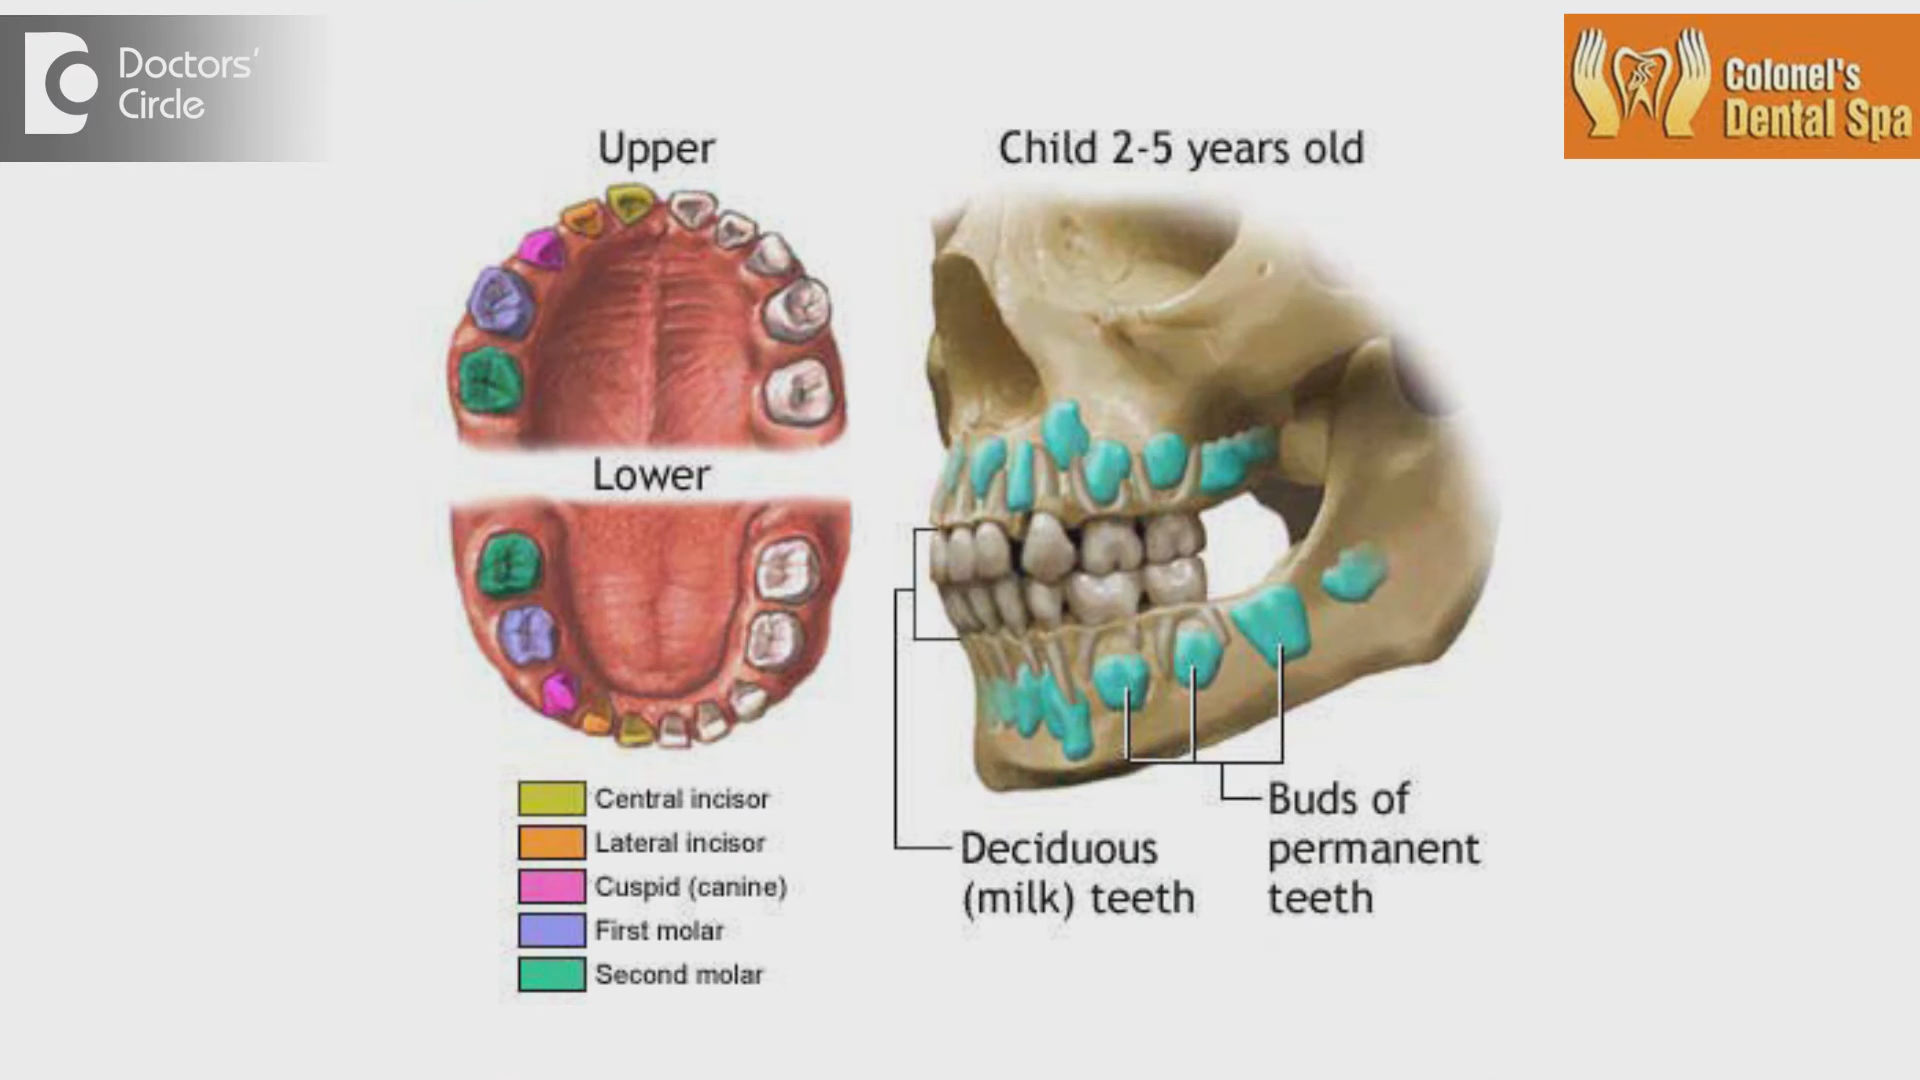 Doctors'
Circle
Colonel's
Dental Spa
Upper
Child 2-5 years old
Lower
Central incisor
Lateral incisor
Cuspid (canine)
First molar
Second molar
Deciduous
(milk) teeth
Buds of
permanent
teeth